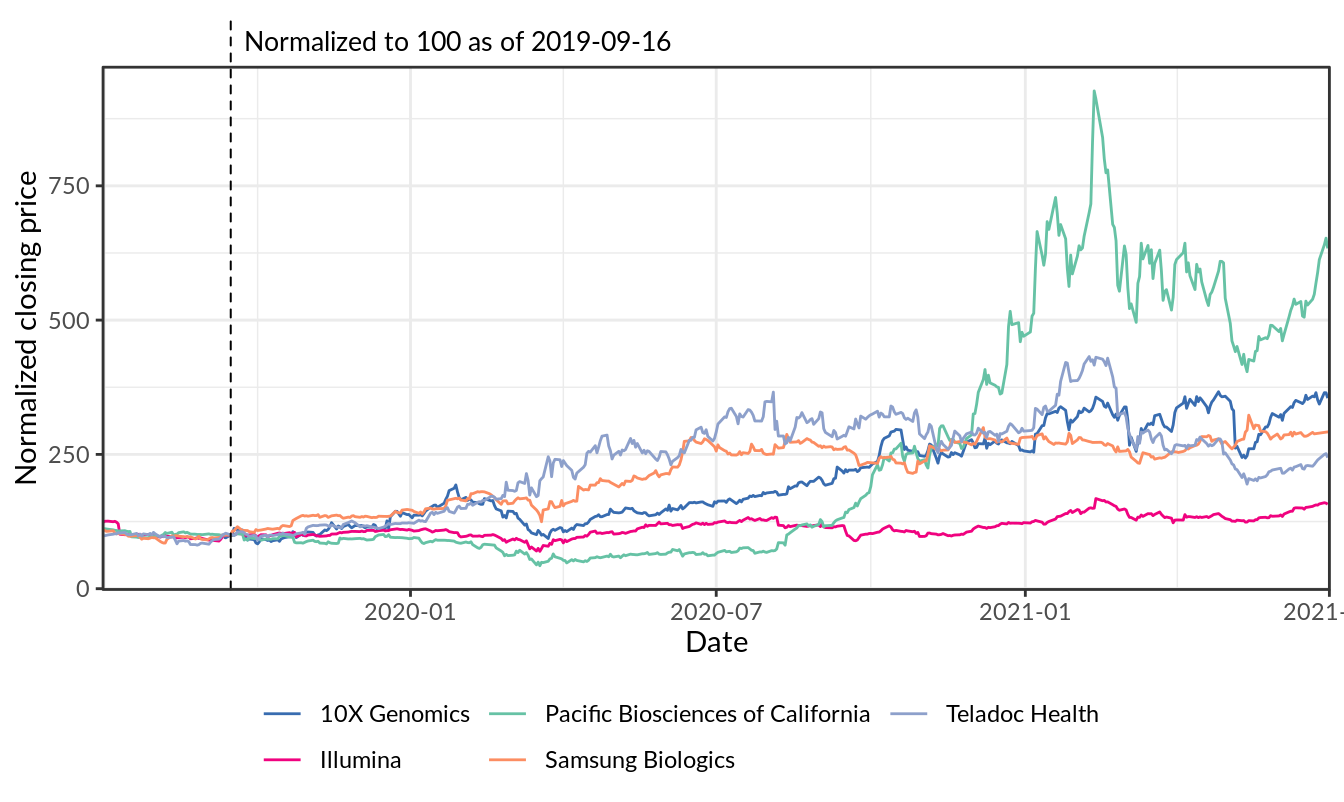 Normalized to 100 as of 2019-09-16
Normalized closing price
750
500
250
0
2020-01
2020-07
2021-01
2021-
Date
10X Genomics
Pacific Biosciences of California
Teladoc Health
Illumina
Samsung Biologics